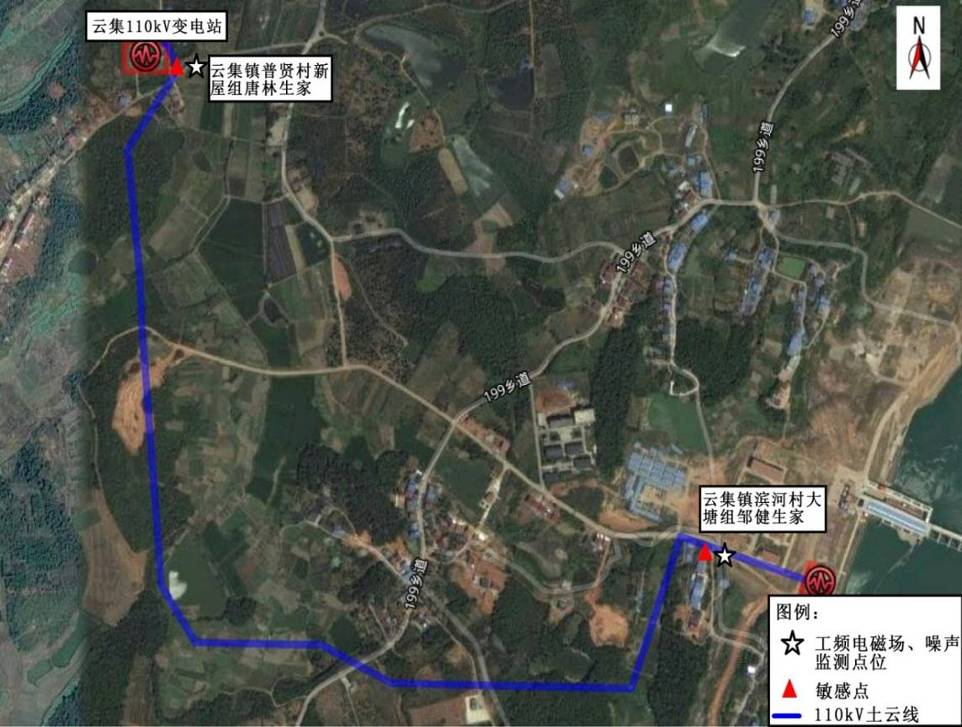 云集110kV变电站
云集镇普贤村新
屋组唐林生家
N
199乡道
199乡道
199乡道
199乡道
199乡道
云集镇滨河村大
塘组邹健生家
图例：
工频电磁场、噪声
监测点位
敏感点
110kV土云线